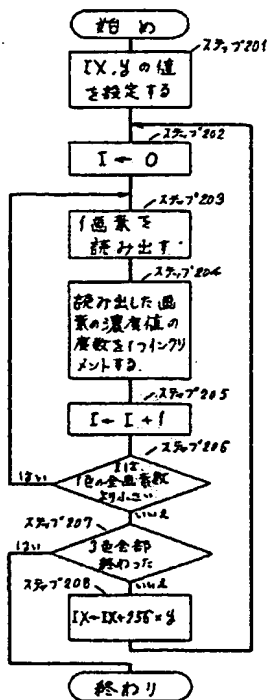 始め
ステップ201
IX,yの値
を設定する
ステップ202
I ← 0
ステップ203
1画素を
読み出す.
ステップ204
読み出した画
素の濃度値の
度数を1つインクリ
メントする.
ステップ205
I ← I + 1
ステップ206
Iは
1色の全画素数
より小さい
はい
いいえ
ステップ207
3色全部
終わった
はい
いいえ
ステップ208
IX←IX+256×y
終わり